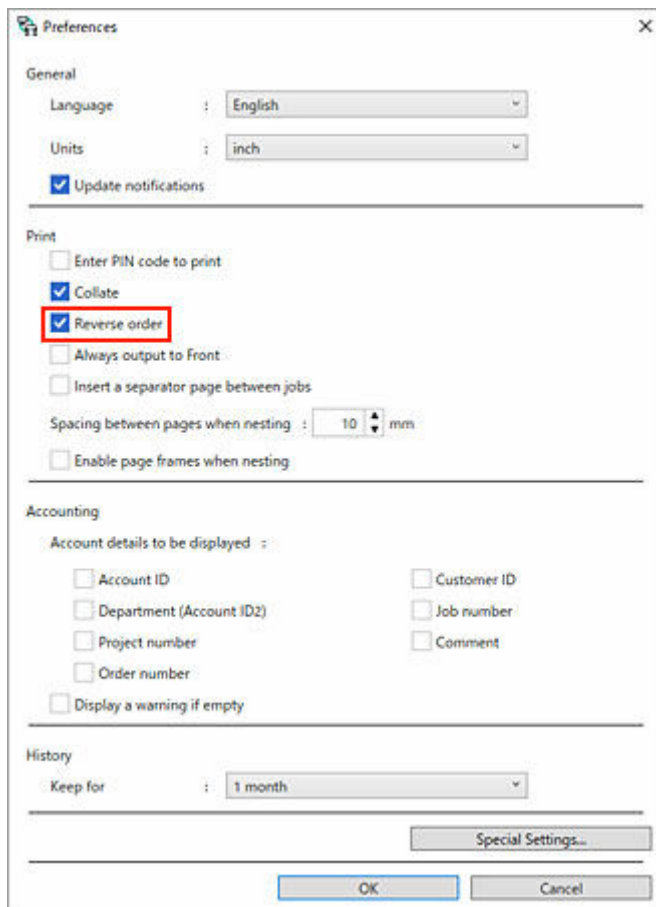 Preferences
General
Language : English
Units : inch
Update notifications
Print
Enter PIN code to print
Collate
Reverse order
Always output to Front
Insert a separator page between jobs
Spacing between pages when nesting : 10 mm
Enable page frames when nesting
Accounting
Account details to be displayed :
Account ID Customer ID
Department (Account ID2) Job number
Project number Comment
Order number
Display a warning if empty
History
Keep for : 1 month
Special Settings...
OK Cancel